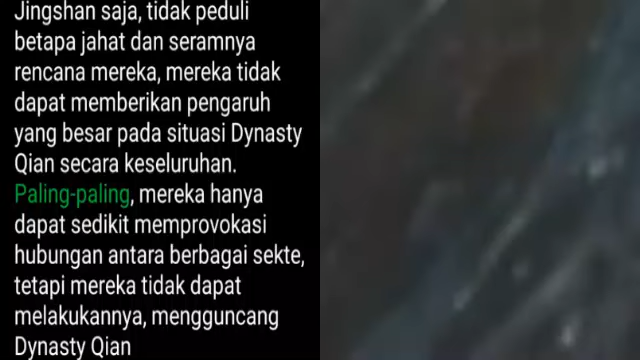 Jingshan saja, tidak peduli
betapa jahat dan seramnya
rencana mereka, mereka tidak
dapat memberikan pengaruh
yang besar pada situasi Dynasty
Qian secara keseluruhan.
Paling-paling, mereka hanya
dapat sedikit memprovokasi
hubungan antara berbagai sekte,
tetapi mereka tidak dapat
melakukannya, mengguncang
Dynasty Qian